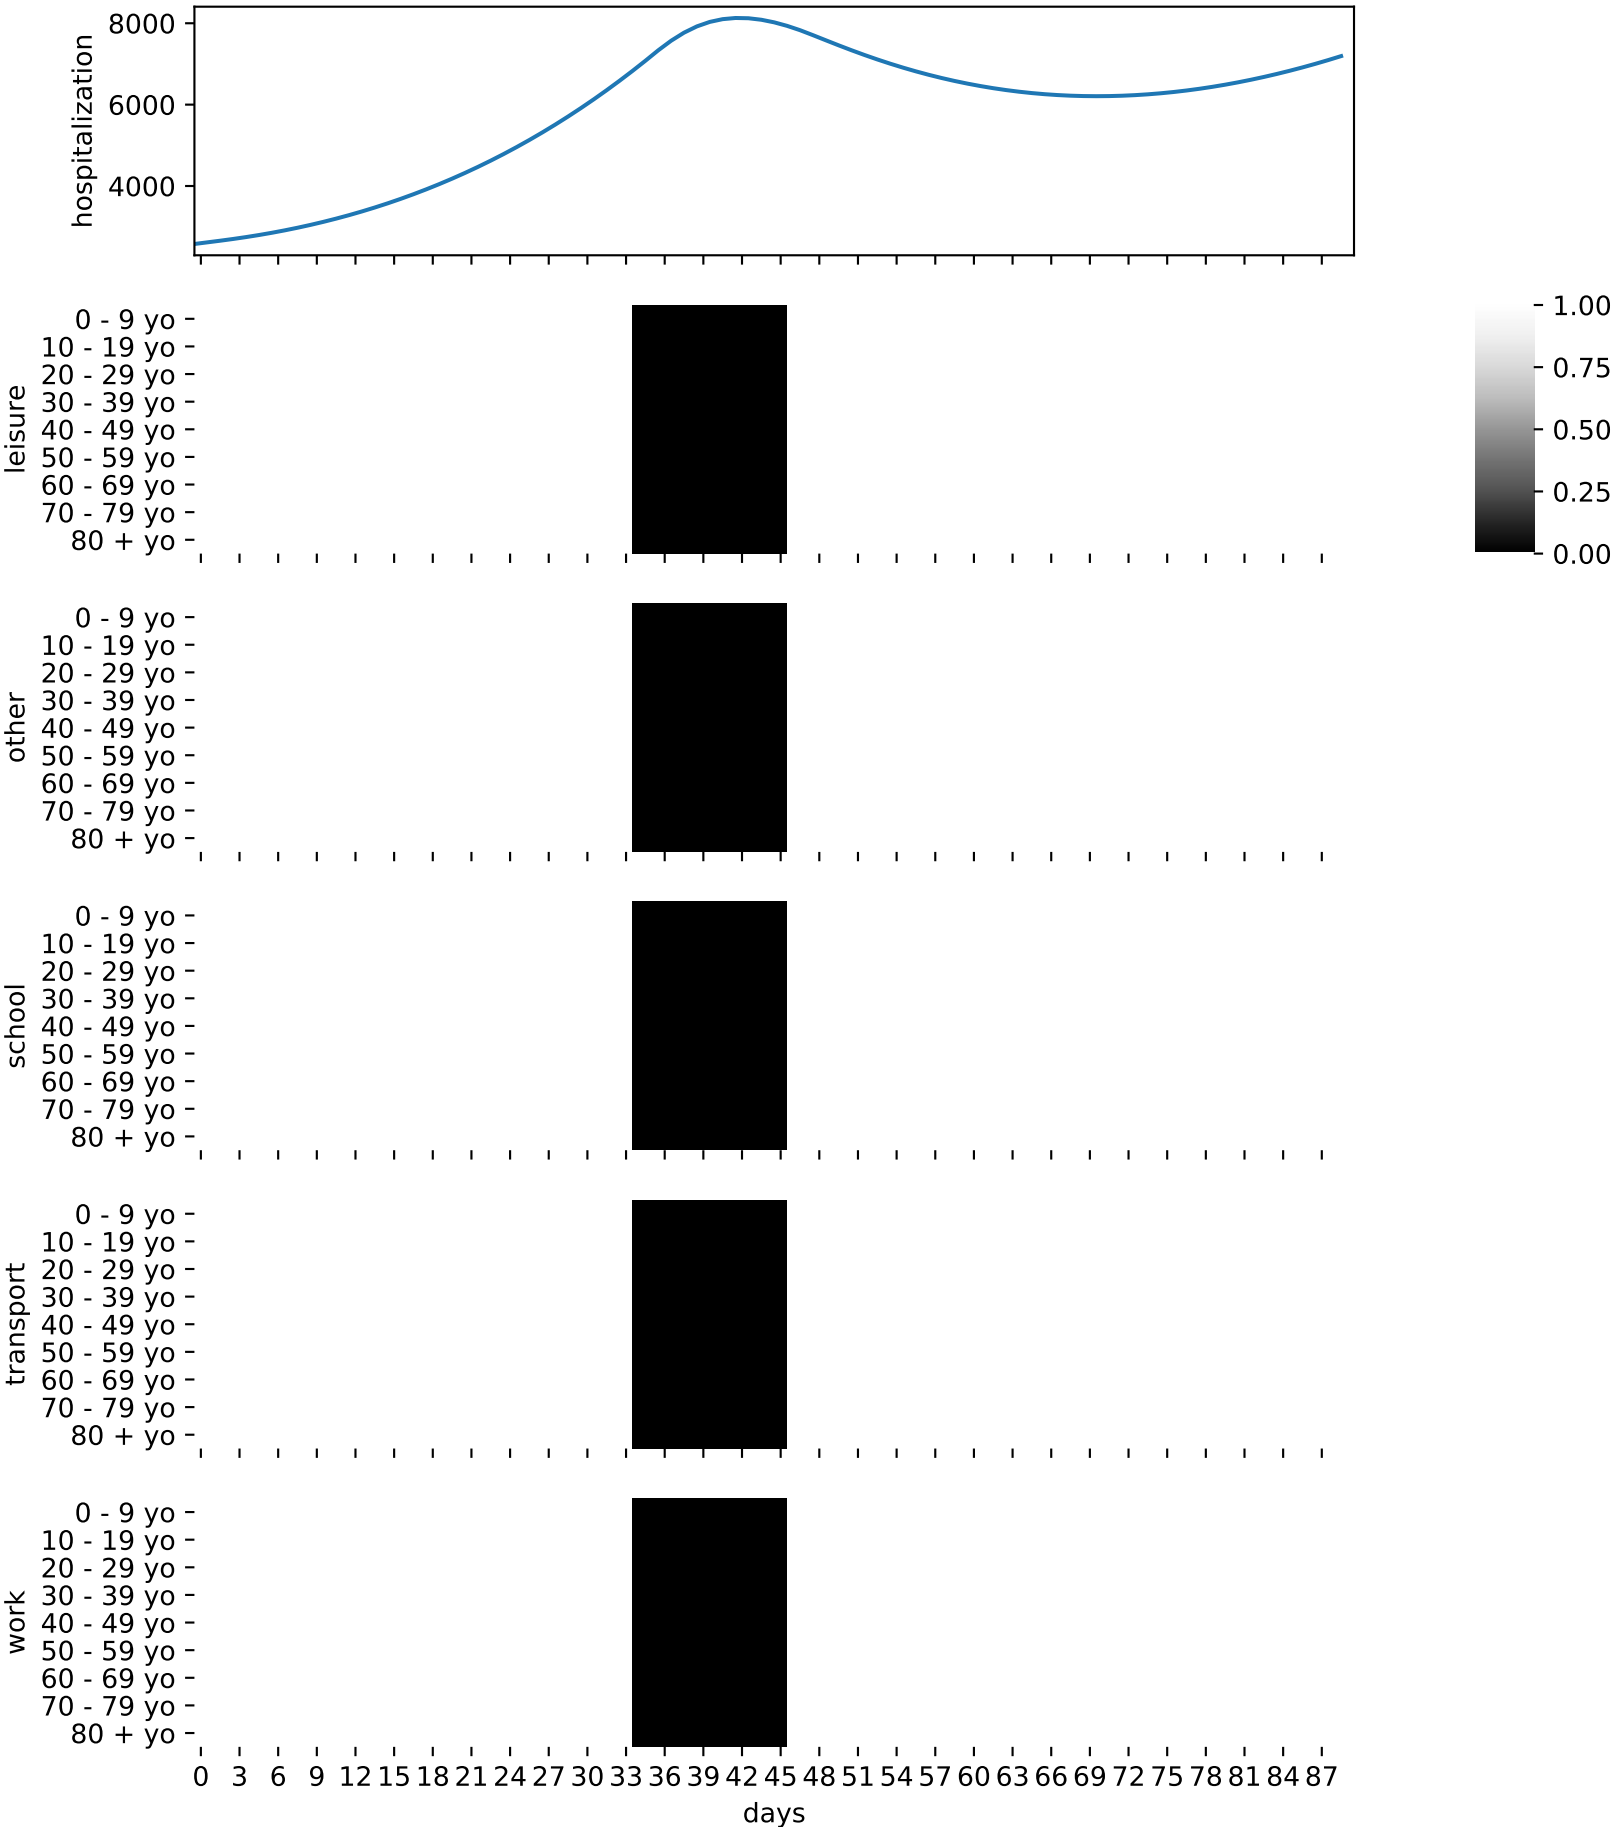 hospitalization
8000
6000
4000
leisure
0 - 9 yo
10 - 19 yo
20 - 29 yo
30 - 39 yo
40 - 49 yo
50 - 59 yo
60 - 69 yo
70 - 79 yo
80 + yo
1.00
0.75
0.50
0.25
0.00
other
0 - 9 yo
10 - 19 yo
20 - 29 yo
30 - 39 yo
40 - 49 yo
50 - 59 yo
60 - 69 yo
70 - 79 yo
80 + yo
school
0 - 9 yo
10 - 19 yo
20 - 29 yo
30 - 39 yo
40 - 49 yo
50 - 59 yo
60 - 69 yo
70 - 79 yo
80 + yo
transport
0 - 9 yo
10 - 19 yo
20 - 29 yo
30 - 39 yo
40 - 49 yo
50 - 59 yo
60 - 69 yo
70 - 79 yo
80 + yo
work
0 - 9 yo
10 - 19 yo
20 - 29 yo
30 - 39 yo
40 - 49 yo
50 - 59 yo
60 - 69 yo
70 - 79 yo
80 + yo
0 3 6 9 12 15 18 21 24 27 30 33 36 39 42 45 48 51 54 57 60 63 66 69 72 75 78 81 84 87
days